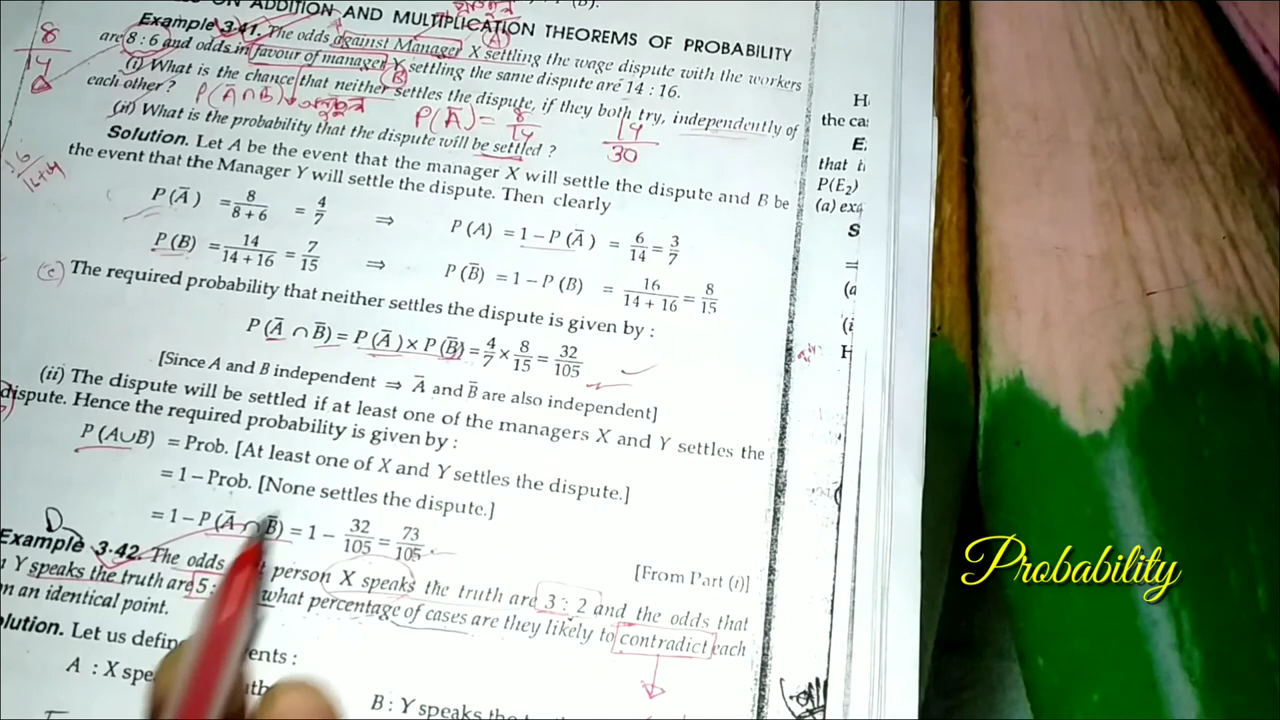 ON ADDITION AND MULTIPLICATION THEOREMS OF PROBABILITY
Example 3·41. The odds against Manager X settling the wage dispute with the workers
are 8 : 6 and odds in favour of manager Y settling the same dispute are 14 : 16.
(i) What is the chance that neither settles the dispute, if they both try, independently of
each other ?
P(Ā∩B̄)
(ii) What is the probability that the dispute will be settled ?
P(Ā) = 8/14
14/30
8/14
Solution. Let A be the event that the manager X will settle the dispute and B be
the event that the Manager Y will settle the dispute. Then clearly
P (Ā) = 8/(8 + 6) = 4/7 ⇒ P (A) = 1 – P (Ā) = 6/14 = 3/7
P (B) = 14/(14 + 16) = 7/15 ⇒ P (B̄) = 1 – P (B) = 16/(14 + 16) = 8/15
The required probability that neither settles the dispute is given by :
P (Ā ∩ B̄) = P (Ā) × P (B̄) = 4/7 × 8/15 = 32/105
[Since A and B independent ⇒ Ā and B̄ are also independent]
(ii) The dispute will be settled if at least one of the managers X and Y settles the
dispute. Hence the required probability is given by :
P (A∪B) = Prob. [At least one of X and Y settles the dispute.]
= 1 – Prob. [None settles the dispute.]
= 1 – P (Ā ∩ B̄) = 1 – 32/105 = 73/105
[From Part (i)]
Example 3·42. The odds person X speaks the truth are 3 : 2 and the odds that
Y speaks the truth are 5 : what percentage of cases are they likely to contradict each
on an identical point.
Let us define
A : X B : Y speaks the
the ca
E
that
P(E₂)
(a)
S
Probability